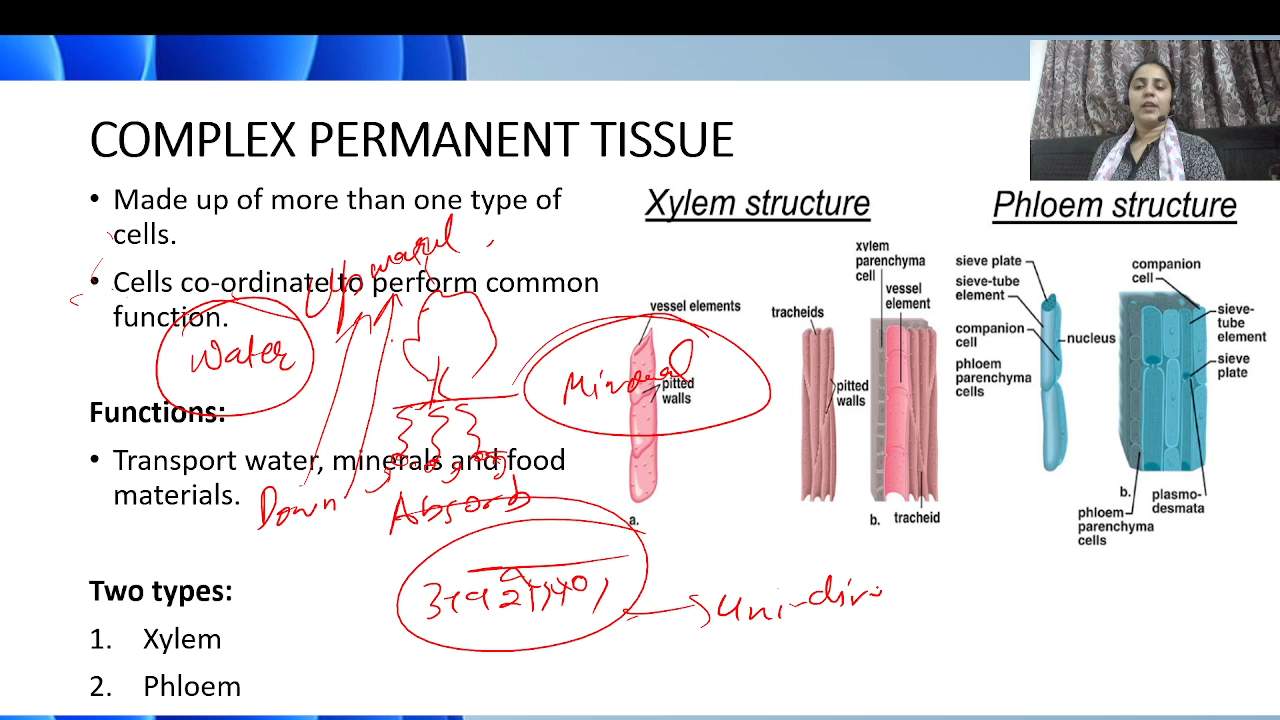 COMPLEX PERMANENT TISSUE
• Made up of more than one type of
cells.
• Cells co-ordinate to perform common
function.
Functions:
• Transport water, minerals and food
materials.
Two types:
1. Xylem
2. Phloem
Upward
Water
Down
Absorb
Mineral
Uni-dir
Xylem structure
vessel elements
pitted
walls
a.
tracheids
pitted
walls
xylem
parenchyma
cell
vessel
element
b.
tracheid
Phloem structure
sieve plate
sieve-tube
element
companion
cell
phloem
parenchyma
cells
nucleus
companion
cell
sieve-
tube
element
sieve
plate
b.
plasmo-
desmata
phloem
parenchyma
cells